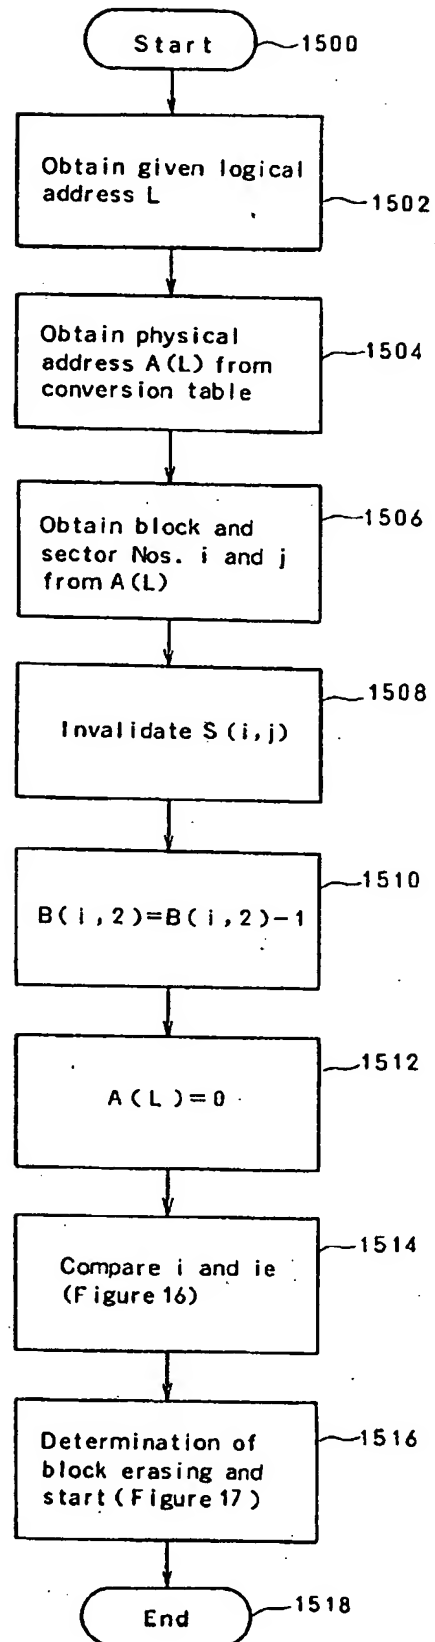 Start
1500
Obtain given logical
address L
1502
Obtain physical
address A(L) from
conversion table
1504
Obtain block and
sector Nos. i and j
from A(L)
1506
Invalidate S(i,j)
1508
B(i,2)=B(i,2)-1
1510
A(L)=0
1512
Compare i and ie
(Figure 16)
1514
Determination of
block erasing and
start (Figure 17)
1516
End
1518